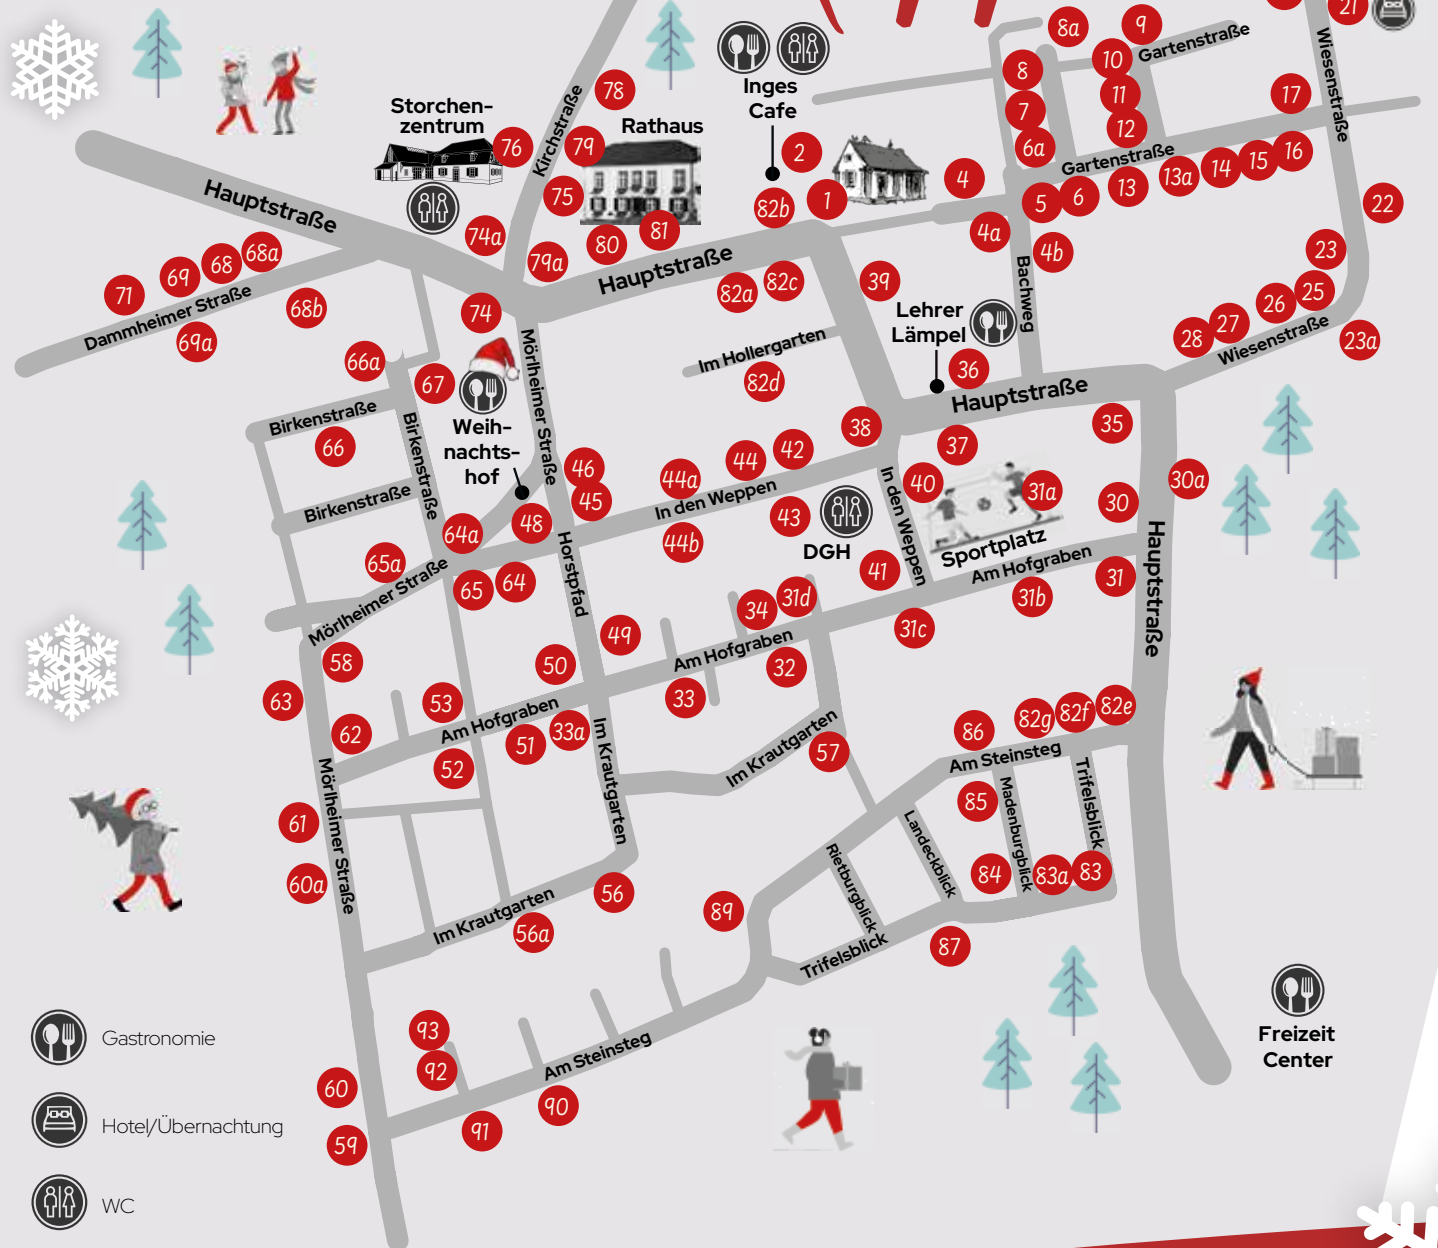 21
8a
9
Gartenstraße
10
8
Wiesenstraße
Inges
Cafe
78
11
17
7
Kirchstraße
Storchen-
zentrum
Rathaus
12
76
79
6a
2
Gartenstraße
16
15
14
13a
13
4
6
5
Hauptstraße
75
82b
1
22
81
80
74a
4a
4b
23
68a
68
69
79a
Hauptstraße
71
82a
82c
39
Bachweg
25
26
Dammheimer Straße
68b
74
Lehrer
Lämpel
27
28
Wiesenstraße
23a
69a
66a
Im Hollergarten
82d
36
67
Mörlheimer Straße
Hauptstraße
Birkenstraße
66
Birkenstraße
Weih-
nachts-
hof
38
35
37
42
44
44a
46
45
In den Weppen
40
31a
30
30a
Birkenstraße
48
64a
43
44b
DGH
In den Weppen
Sportplatz
Hauptstraße
65a
Mörlheimer Straße
65
64
Horstpfad
41
Am Hofgraben
31
31b
34
31d
31c
49
58
50
Am Hofgraben
32
33
63
62
53
Am Hofgraben
51
33a
52
Im Krautgarten
Im Krautgarten
57
86
82g
82f
82e
Am Steinsteg
Mörlheimer Straße
61
85
Madenburgblick
Trifelsblick
Landeckblick
60a
Rietburgblick
84
83a
83
56
Im Krautgarten
56a
89
Trifelsblick
87
93
92
Am Steinsteg
60
90
91
59
Freizeit
Center
Gastronomie
Hotel/Übernachtung
WC